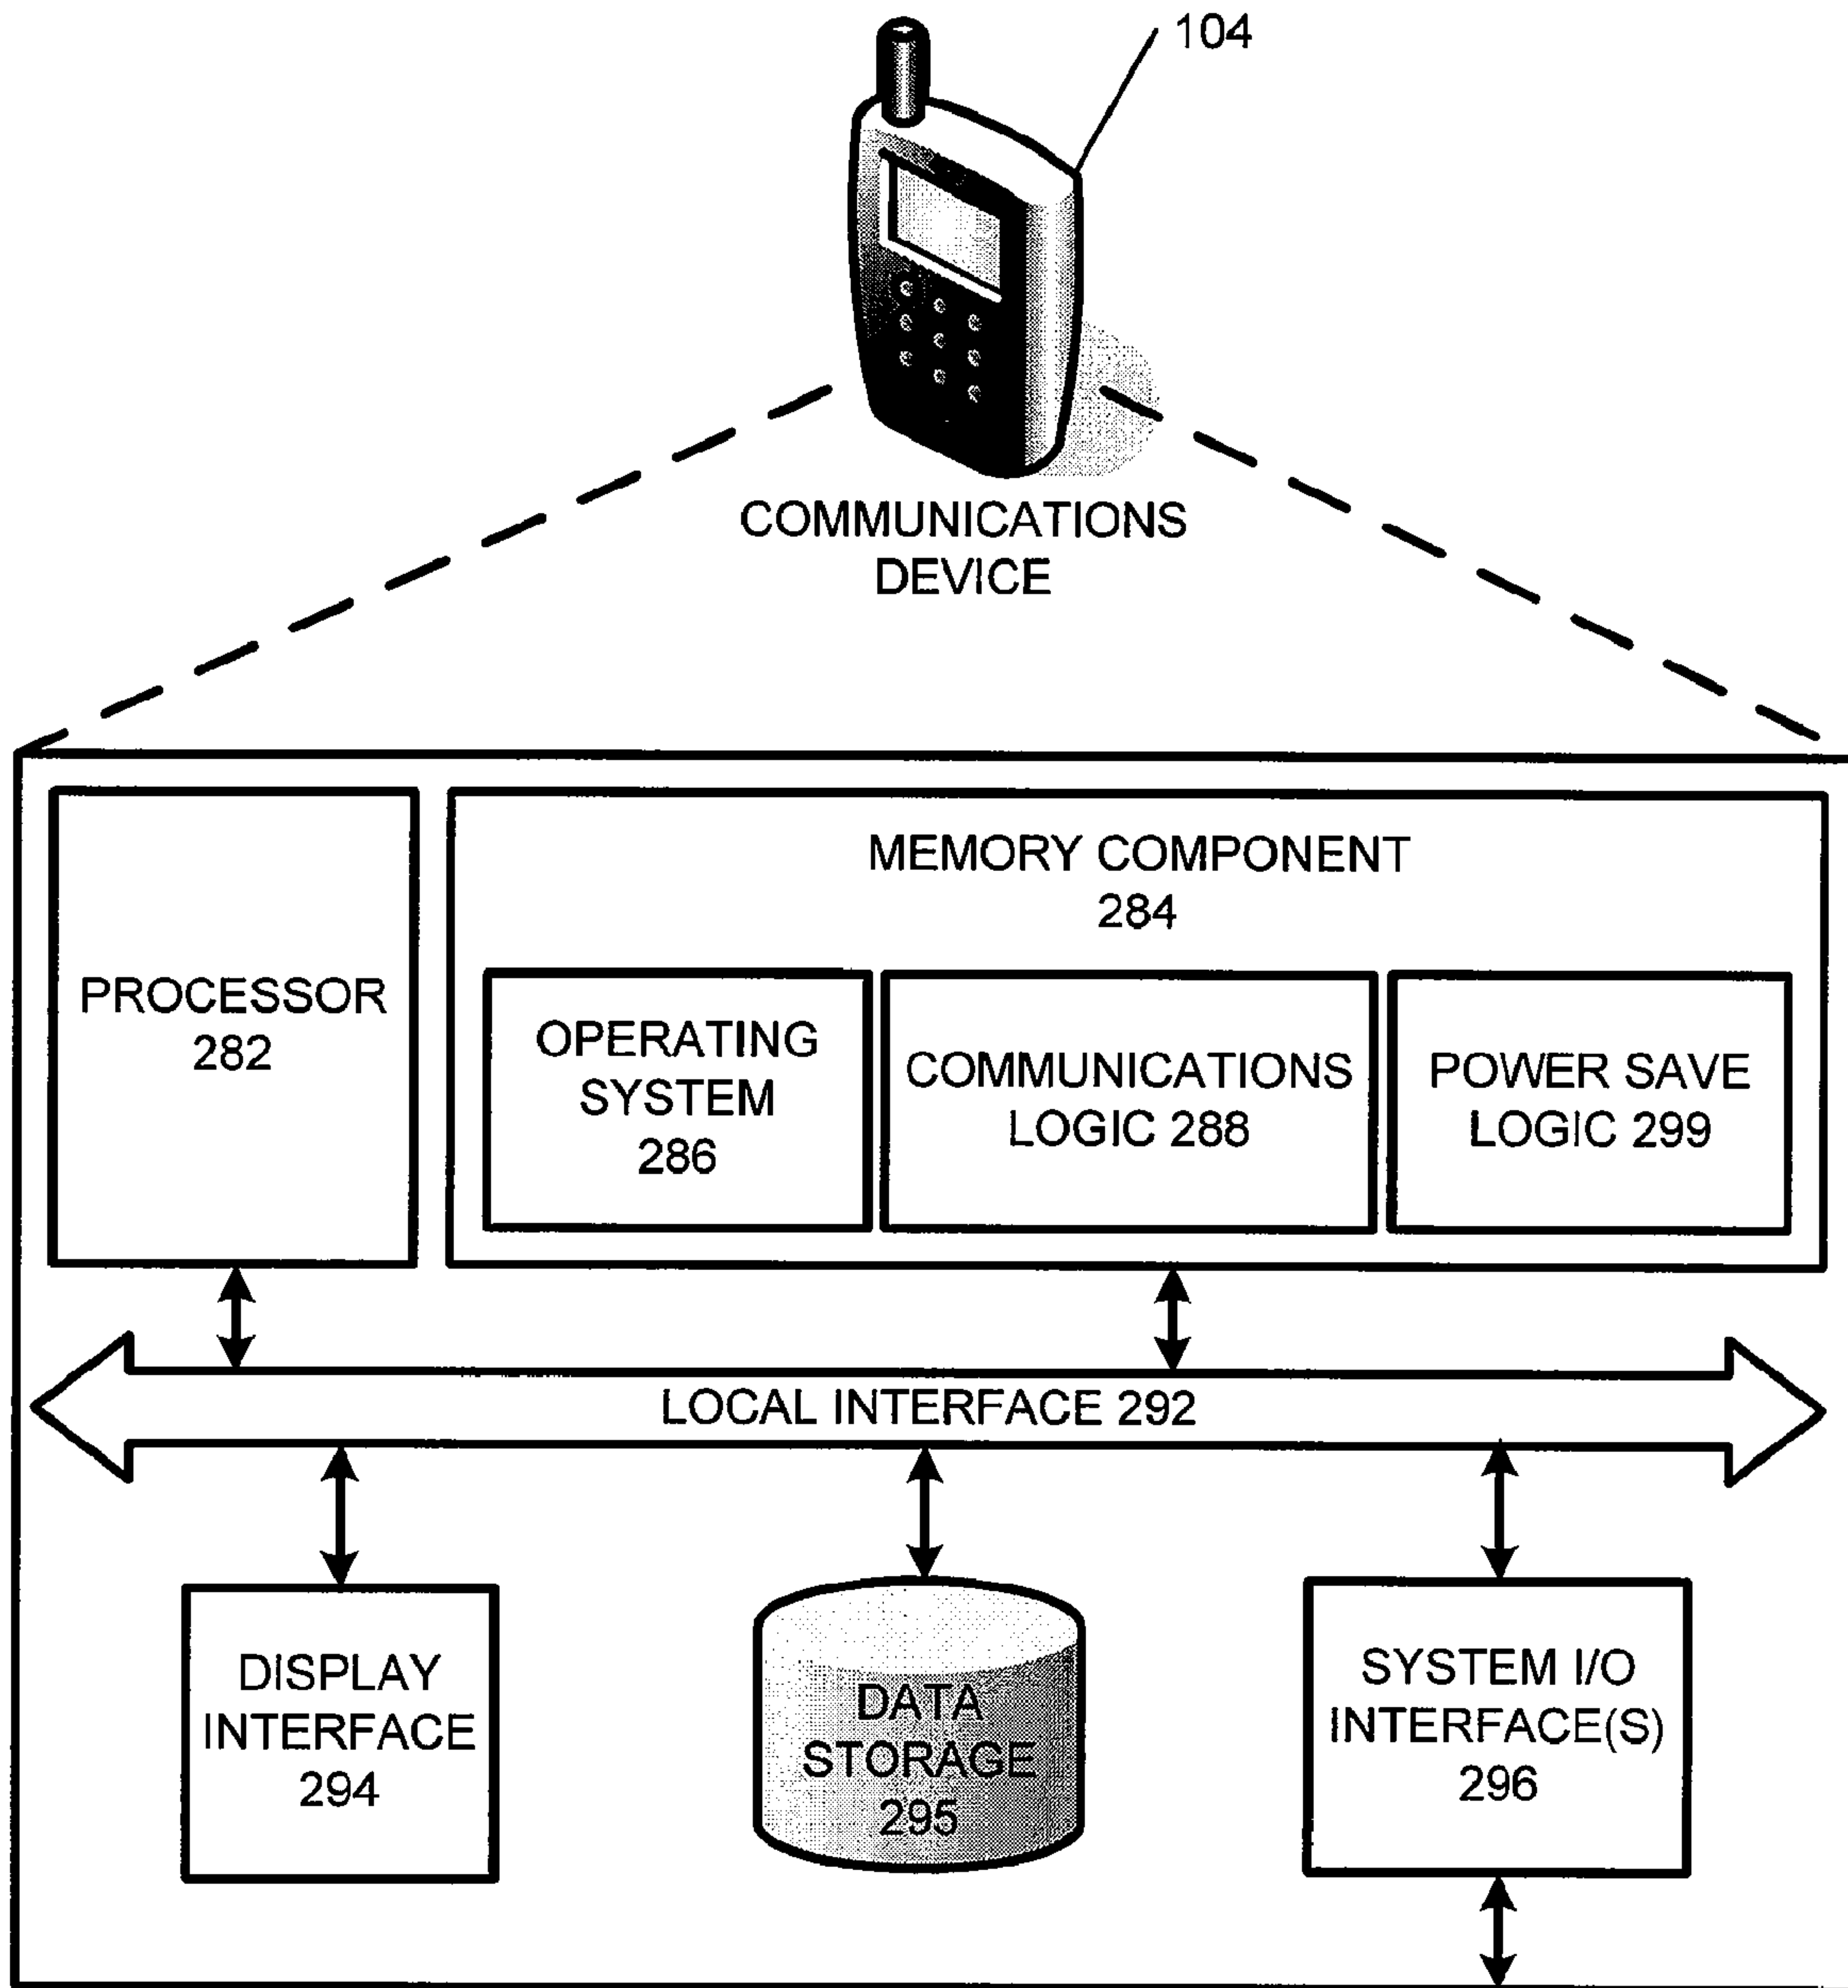 104
COMMUNICATIONS
DEVICE
PROCESSOR
282
MEMORY COMPONENT
284
OPERATING
SYSTEM
286
COMMUNICATIONS
LOGIC 288
POWER SAVE
LOGIC 299
LOCAL INTERFACE 292
DISPLAY
INTERFACE
294
DATA
STORAGE
295
SYSTEM I/O
INTERFACE(S)
296